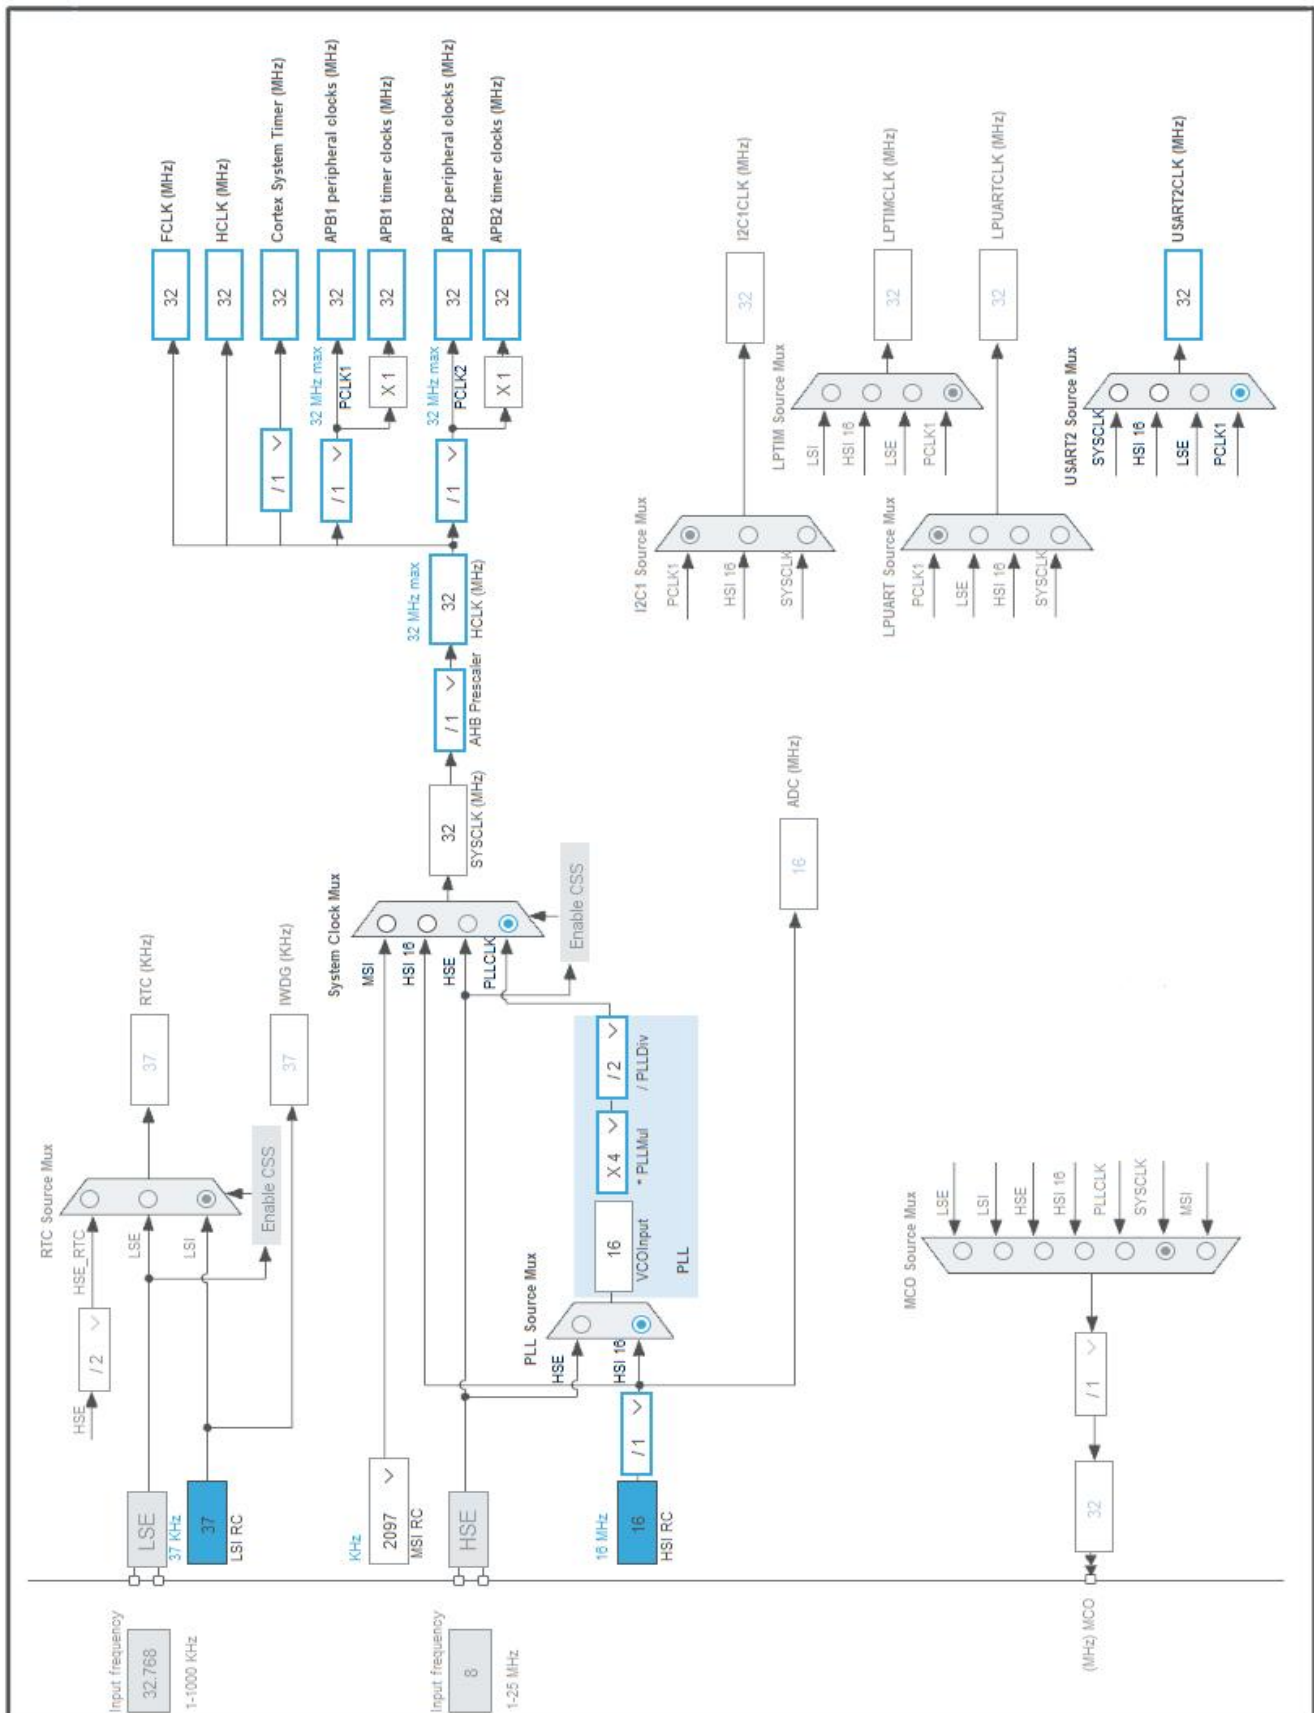 Input frequency
32.768
1-1000 KHz
LSE
37 KHz
37
LSI RC
HSE
/ 2
HSE_RTC
LSE
LSI
RTC Source Mux
Enable CSS
37
RTC (KHz)
37
IWDG (KHz)
Input frequency
8
1-25 MHz
KHz
2097
MSI RC
HSE
16 MHz
16
HSI RC
/ 1
PLL Source Mux
HSE
HSI 16
16
VCOInput
X 4
* PLLMul
/ 2
/ PLLDiv
PLL
System Clock Mux
MSI
HSI 16
HSE
PLLCLK
Enable CSS
32
SYSCLK (MHz)
/ 1
AHB Prescaler
32 MHz max
32
HCLK (MHz)
16
ADC (MHz)
32
FCLK (MHz)
32
HCLK (MHz)
/ 1
32
Cortex System Timer (MHz)
/ 1
32 MHz max
PCLK1
32
APB1 peripheral clocks (MHz)
X 1
32
APB1 timer clocks (MHz)
/ 1
32 MHz max
PCLK2
32
APB2 peripheral clocks (MHz)
X 1
32
APB2 timer clocks (MHz)
I2C1 Source Mux
PCLK1
HSI 16
SYSCLK
32
I2C1CLK (MHz)
LPTIM Source Mux
LSI
HSI 16
LSE
PCLK1
32
LPTIMCLK (MHz)
LPUART Source Mux
PCLK1
LSE
HSI 16
SYSCLK
32
LPUARTCLK (MHz)
USART2 Source Mux
SYSCLK
HSI 16
LSE
PCLK1
32
USART2CLK (MHz)
(MHz) MCO
32
/ 1
MCO Source Mux
LSE
LSI
HSE
HSI 16
PLLCLK
SYSCLK
MSI